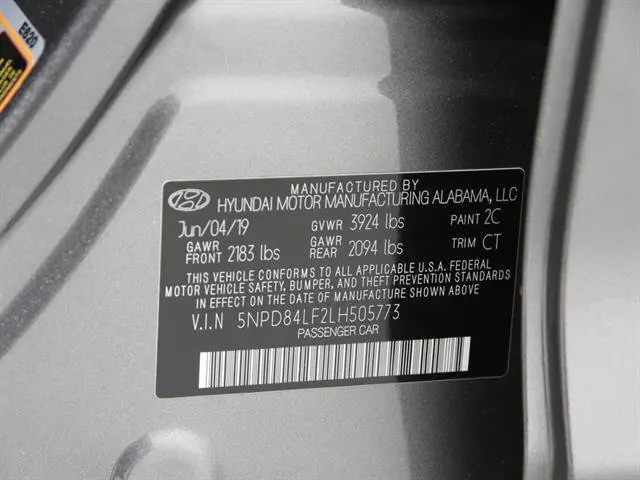 E620
MANUFACTURED BY
HYUNDAI MOTOR MANUFACTURING ALABAMA, LLC
Jun/04/19 GVWR 3924 lbs PAINT 2C
GAWR FRONT 2183 lbs GAWR REAR 2094 lbs TRIM CT
THIS VEHICLE CONFORMS TO ALL APPLICABLE U.S.A. FEDERAL
MOTOR VEHICLE SAFETY, BUMPER, AND THEFT PREVENTION STANDARDS
IN EFFECT ON THE DATE OF MANUFACTURE SHOWN ABOVE
V.I.N 5NPD84LF2LH505773
PASSENGER CAR